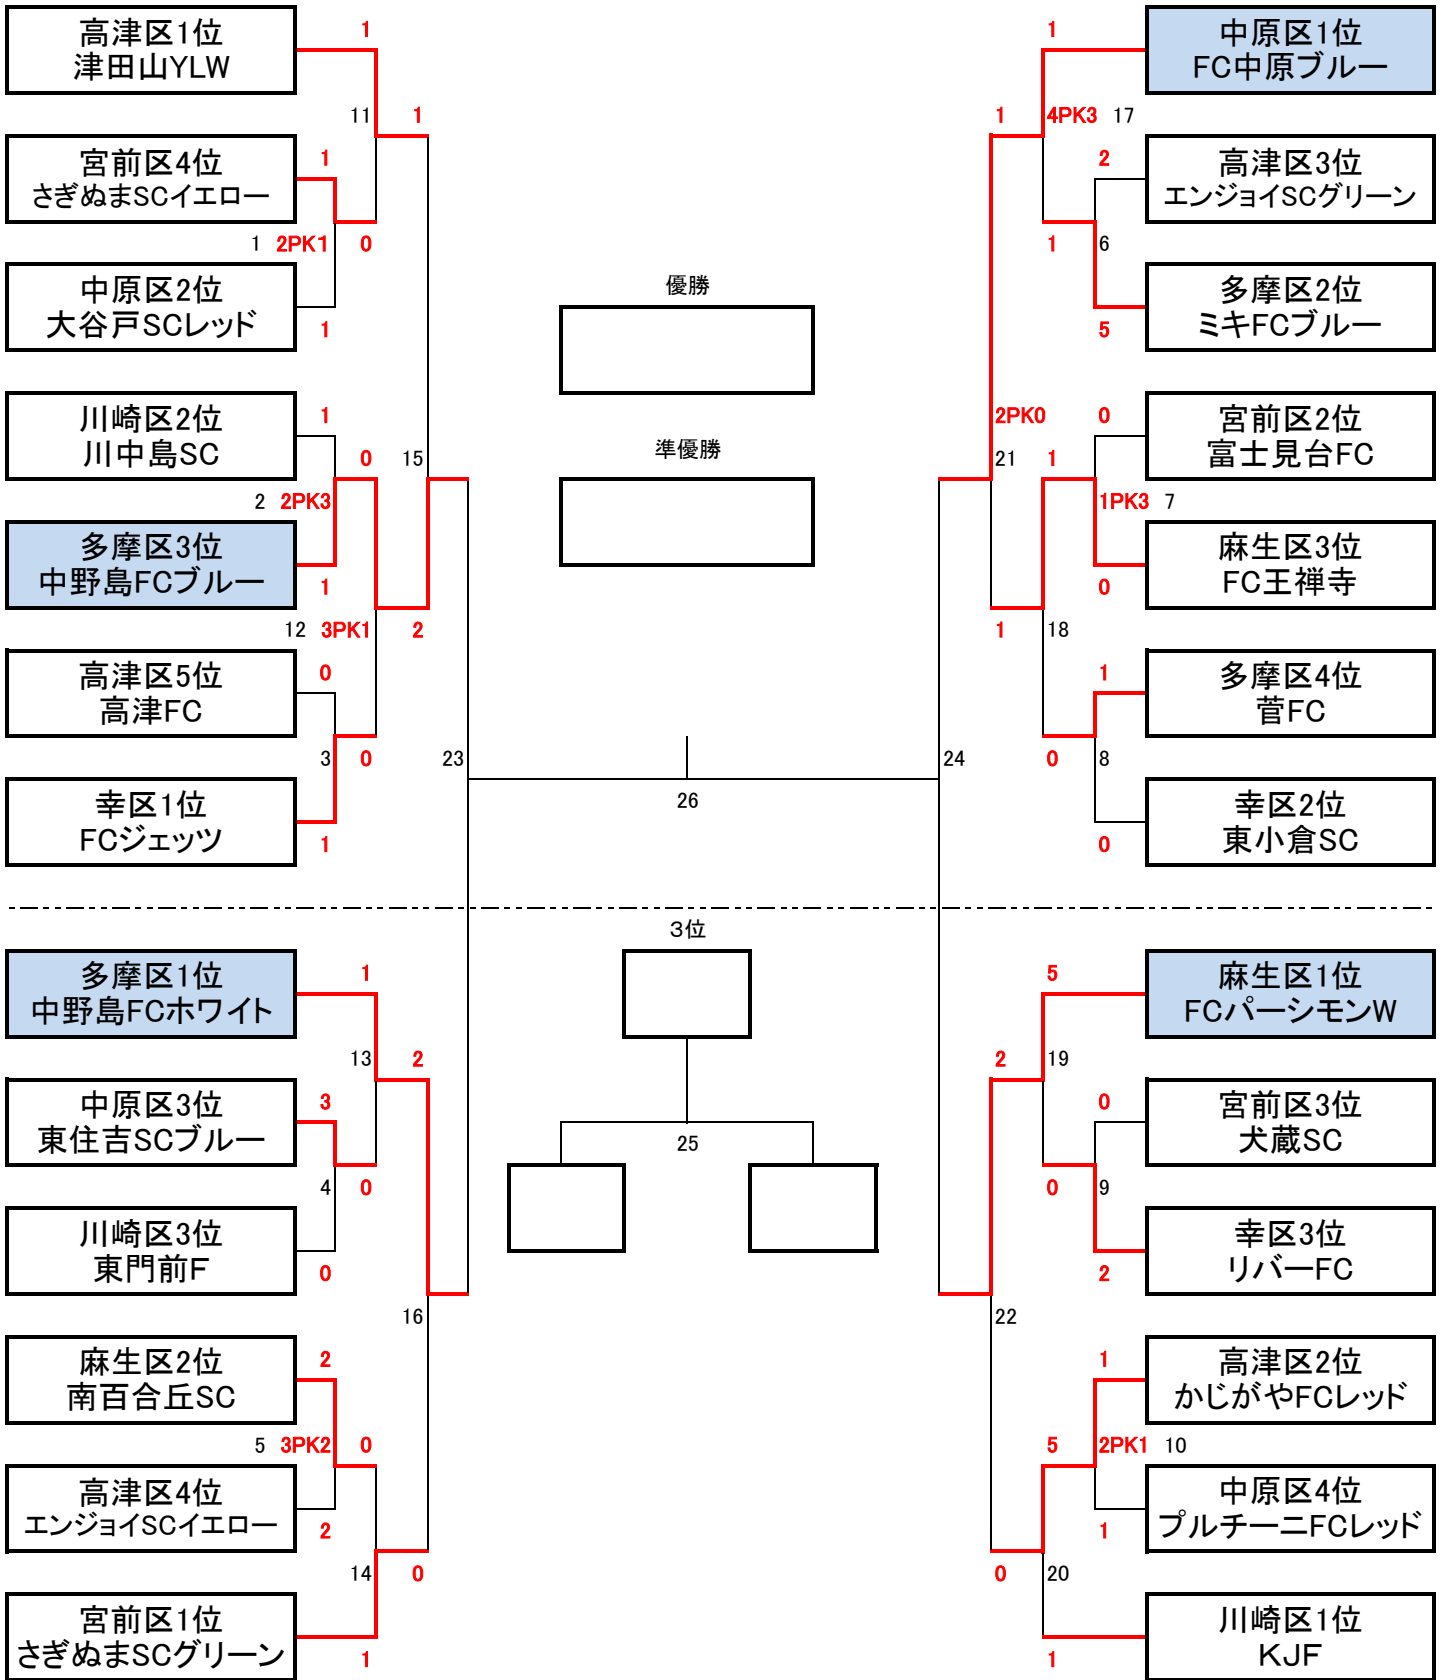 高津区1位
津田山YLW
1
11
1
宮前区4位
さぎぬまSCイエロー
1
1
2PK1
0
中原区2位
大谷戸SCレッド
1
川崎区2位
川中島SC
1
0
15
2
2PK3
多摩区3位
中野島FCブルー
1
12
3PK1
2
高津区5位
高津FC
0
3
0
23
幸区1位
FCジェッツ
1
多摩区1位
中野島FCホワイト
1
13
2
中原区3位
東住吉SCブルー
3
4
0
川崎区3位
東門前F
0
16
麻生区2位
南百合丘SC
2
5
3PK2
0
高津区4位
エンジョイSCイエロー
2
14
0
宮前区1位
さぎぬまSCグリーン
1
優勝
準優勝
26
3位
25
1
中原区1位
FC中原ブルー
1
4PK3
17
2
高津区3位
エンジョイSCグリーン
1
6
多摩区2位
ミキFCブルー
5
2PK0
0
宮前区2位
富士見台FC
21
1
1PK3
7
麻生区3位
FC王禅寺
0
1
18
1
多摩区4位
菅FC
24
0
8
幸区2位
東小倉SC
0
5
麻生区1位
FCパーシモンW
2
19
0
宮前区3位
犬蔵SC
0
9
幸区3位
リバーFC
2
22
1
高津区2位
かじがやFCレッド
5
2PK1
10
中原区4位
プルチーニFCレッド
1
0
20
川崎区1位
KJF
1